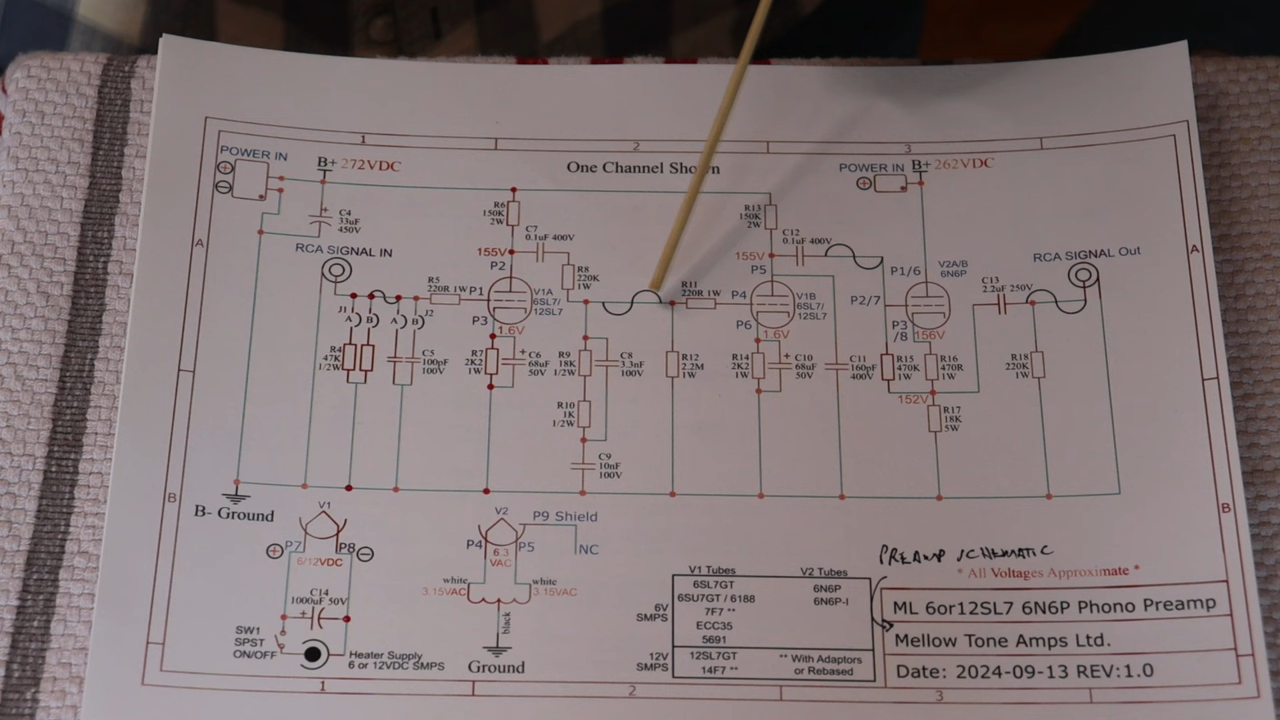 1
2
3
POWER IN
B+ 272VDC
One Channel Shown
POWER IN
B+ 262VDC
A
A
C4
33uF
450V
R6
150K
2W
C7
0.1uF 400V
R13
150K
2W
C12
0.1uF 400V
RCA SIGNAL IN
155V
P2
R8
220K
1W
155V
P5
P1/6
V2A/B
6N6P
RCA SIGNAL Out
R5
220R 1W
P1
V1A
6SL7/
12SL7
R11
220R 1W
P4
V1B
6SL7/
12SL7
P2/7
C13
2.2uF 250V
J1
A
B
A
B
J2
P3
1.6V
P6
1.6V
P3
/8
156V
R4
47K
1/2W
C5
100pF
100V
R7
2K2
1W
C6
68uF
50V
R9
18K
1/2W
C8
3.3nF
100V
R12
2.2M
1W
R14
2K2
1W
C10
68uF
50V
C11
160pF
400V
R15
470K
1W
R16
470R
1W
R18
220K
1W
152V
R10
1K
1/2W
R17
18K
5W
C9
10nF
100V
B
B
B- Ground
V1
P7
P8
6/12VDC
C14
1000uF 50V
SW1
SPST
ON/OFF
Heater Supply
6 or 12VDC SMPS
V2
P9 Shield
P4
6.3
VAC
P5
NC
white
3.15VAC
white
3.15VAC
black
Ground
V1 Tubes
V2 Tubes
6V
SMPS
6SL7GT
6SU7GT / 6188
7F7 **
ECC35
5691
6N6P
6N6P-I
12V
SMPS
12SL7GT
14F7 **
** With Adaptors
or Rebased
PREAMP SCHEMATIC
* All Voltages Approximate *
ML 6or12SL7 6N6P Phono Preamp
Mellow Tone Amps Ltd.
Date: 2024-09-13 REV:1.0
1
2
3